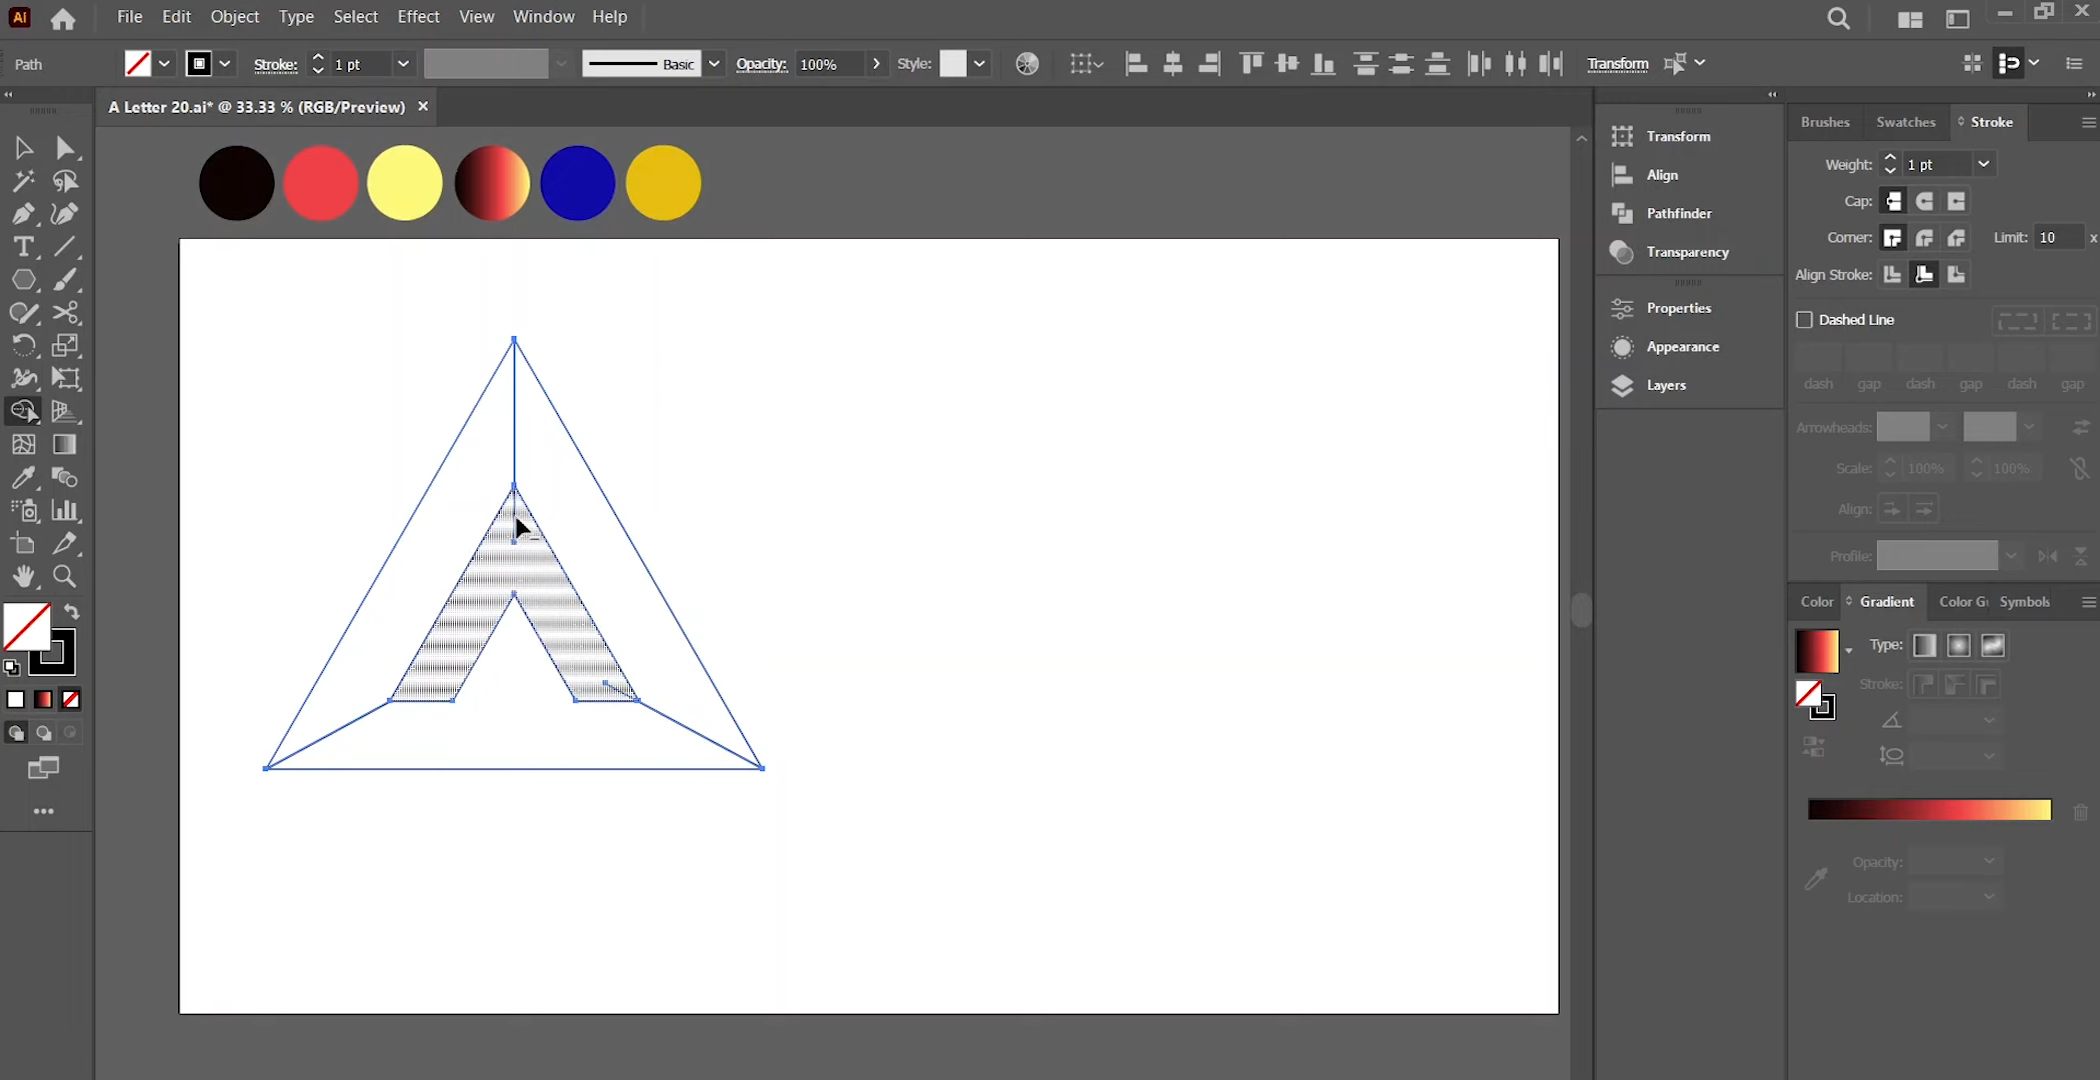 Ai File Edit Object Type Select Effect View Window Help
Path Stroke: 1 pt Basic Opacity: 100% Style: Transform
A Letter 20.ai* @ 33.33 % (RGB/Preview) ×
Transform
Align
Pathfinder
Transparency
Properties
Appearance
Layers
Brushes Swatches Stroke
Weight: 1 pt
Cap:
Corner: Limit: 10 x
Align Stroke:
Dashed Line
dash gap dash gap dash gap
Arrowheads:
Scale: 100% 100%
Align:
Profile:
Color Gradient Color Gu Symbols
Type:
Stroke:
Opacity:
Location: